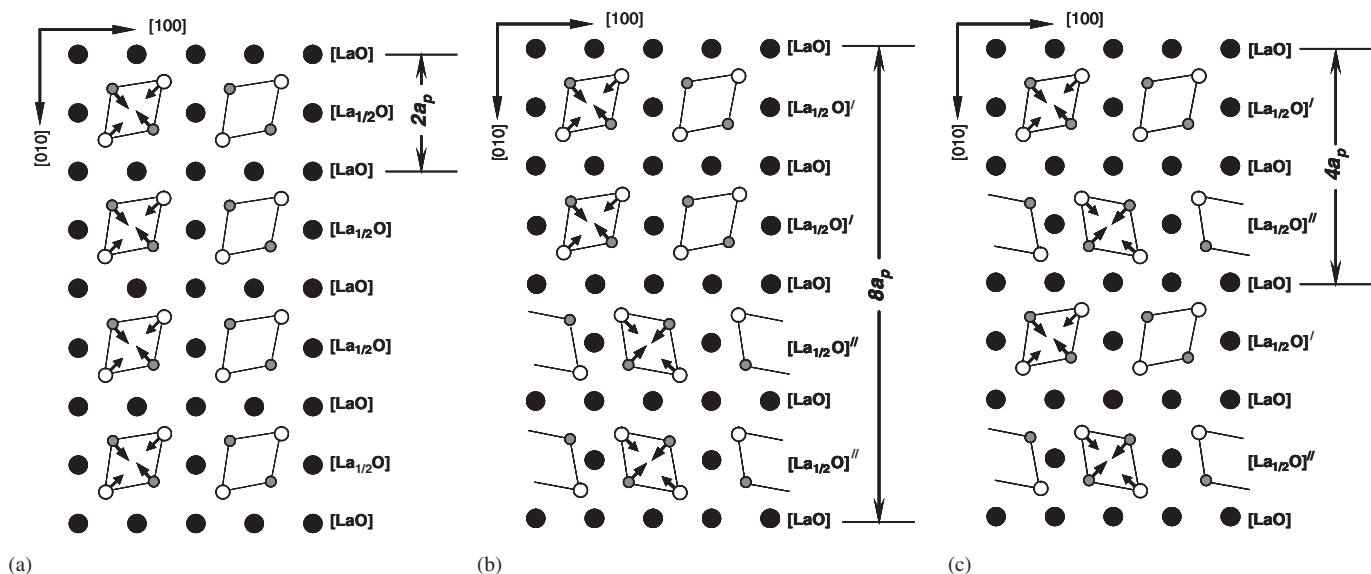 [100]
[010]
[LaO]
[La1/2O]
[LaO]
[La1/2O]
[LaO]
[La1/2O]
[LaO]
[La1/2O]
[LaO]
2ap
(a)
[100]
[010]
[LaO]
[La1/2O]′
[LaO]
[La1/2O]′
[LaO]
[La1/2O]″
[LaO]
[La1/2O]″
[LaO]
8ap
(b)
[100]
[010]
[LaO]
[La1/2O]′
[LaO]
[La1/2O]″
[LaO]
[La1/2O]′
[LaO]
[La1/2O]″
[LaO]
4ap
(c)